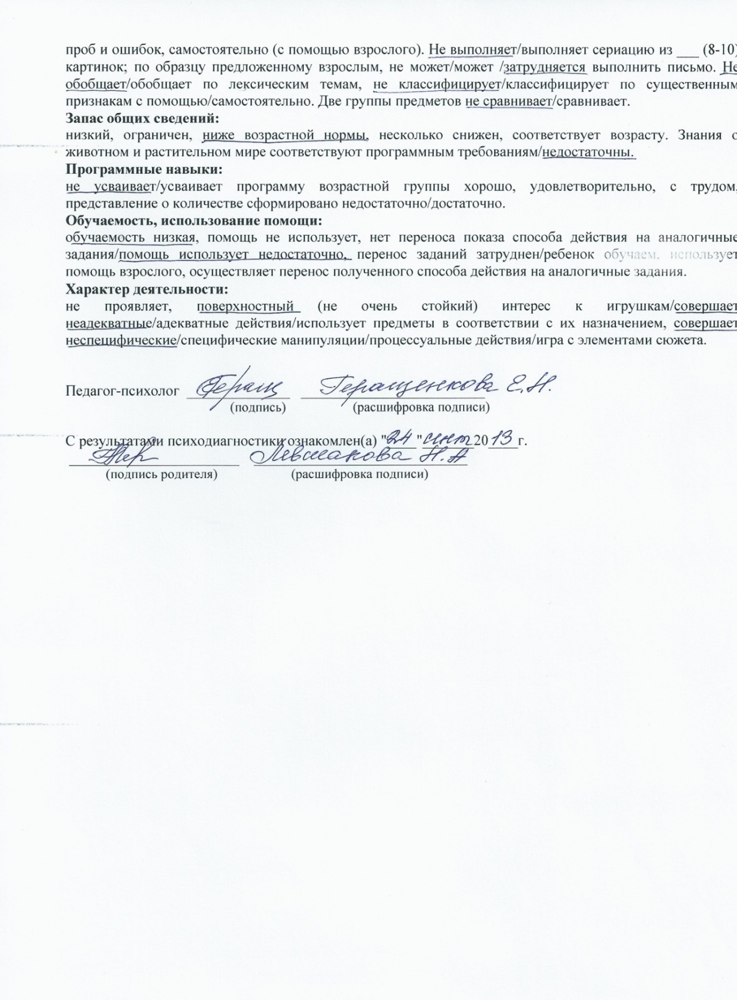 проб и ошибок, самостоятельно (с помощью взрослого). Не выполняет/выполняет сериацию из ___ (8-10)
картинок; по образцу предложенному взрослым, не может/может /затрудняется выполнить письмо. Не
обобщает/обобщает по лексическим темам, не классифицирует/классифицирует по существенным
признакам с помощью/самостоятельно. Две группы предметов не сравнивает/сравнивает.
Запас общих сведений:
низкий, ограничен, ниже возрастной нормы, несколько снижен, соответствует возрасту. Знания о
животном и растительном мире соответствуют программным требованиям/недостаточны.
Программные навыки:
не усваивает/усваивает программу возрастной группы хорошо, удовлетворительно, с трудом,
представление о количестве сформировано недостаточно/достаточно.
Обучаемость, использование помощи:
обучаемость низкая, помощь не использует, нет переноса показа способа действия на аналогичные
задания/помощь использует недостаточно, перенос заданий затруднен/ребенок обучаем, использует
помощь взрослого, осуществляет перенос полученного способа действия на аналогичные задания.
Характер деятельности:
не проявляет, поверхностный (не очень стойкий) интерес к игрушкам/совершает
неадекватные/адекватные действия/использует предметы в соответствии с их назначением, совершает
неспецифические/специфические манипуляции/процессуальные действия/игра с элементами сюжета.
Педагог-психолог Геращ Геращенкова Е.Н.
(подпись) (расшифровка подписи)
С результатами психодиагностики ознакомлен(а) "24" 2013 г.
Н.А
(подпись родителя) (расшифровка подписи)